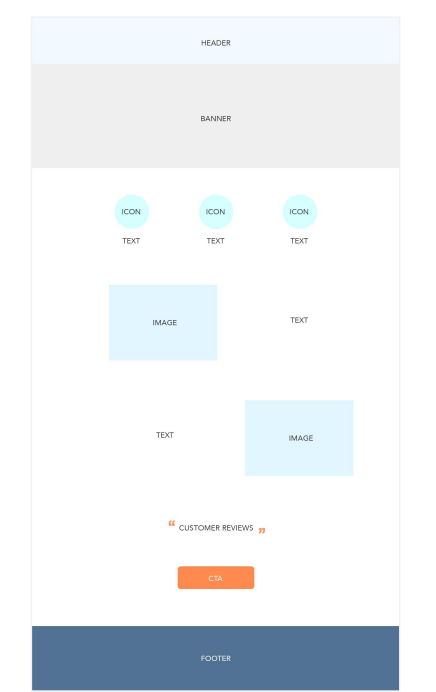 HEADER
BANNER
ICON ICON ICON
TEXT TEXT TEXT
IMAGE TEXT
TEXT IMAGE
“ CUSTOMER REVIEWS ”
CTA
FOOTER